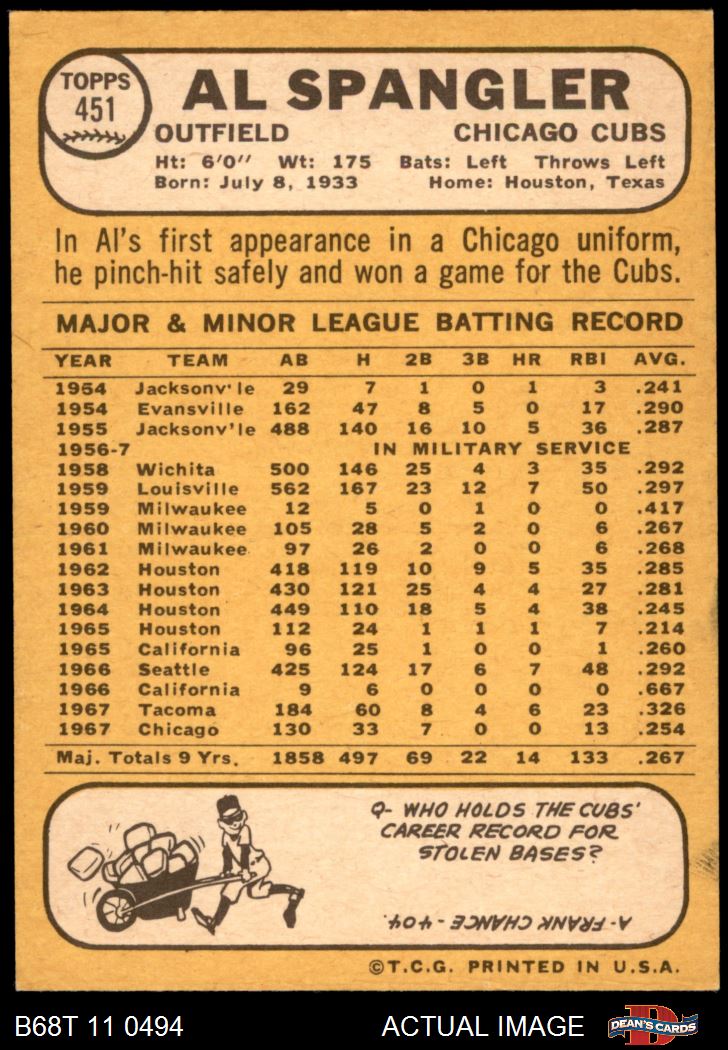 TOPPS
451
AL SPANGLER
OUTFIELD CHICAGO CUBS
Ht: 6'0" Wt: 175 Bats: Left Throws Left
Born: July 8, 1933 Home: Houston, Texas
In Al's first appearance in a Chicago uniform,
he pinch-hit safely and won a game for the Cubs.
MAJOR & MINOR LEAGUE BATTING RECORD
YEAR TEAM AB H 2B 3B HR RBI AVG.
1954 Jacksonv'le 29 7 1 0 1 3 .241
1954 Evansville 162 47 8 5 0 17 .290
1955 Jacksonv'le 488 140 16 10 5 36 .287
1956-7 IN MILITARY SERVICE
1958 Wichita 500 146 25 4 3 35 .292
1959 Louisville 562 167 23 12 7 50 .297
1959 Milwaukee 12 5 0 1 0 0 .417
1960 Milwaukee 105 28 5 2 0 6 .267
1961 Milwaukee 97 26 2 0 0 6 .268
1962 Houston 418 119 10 9 5 35 .285
1963 Houston 430 121 25 4 4 27 .281
1964 Houston 449 110 18 5 4 38 .245
1965 Houston 112 24 1 1 1 7 .214
1965 California 96 25 1 0 0 1 .260
1966 Seattle 425 124 17 6 7 48 .292
1966 California 9 6 0 0 0 0 .667
1967 Tacoma 184 60 8 4 6 23 .326
1967 Chicago 130 33 7 0 0 13 .254
Maj. Totals 9 Yrs. 1858 497 69 22 14 133 .267
Q- WHO HOLDS THE CUBS'
CAREER RECORD FOR
STOLEN BASES?
A- FRANK CHANCE - 404.
©T.C.G. PRINTED IN U.S.A.
B68T 11 0494 ACTUAL IMAGE DEAN'S CARDS